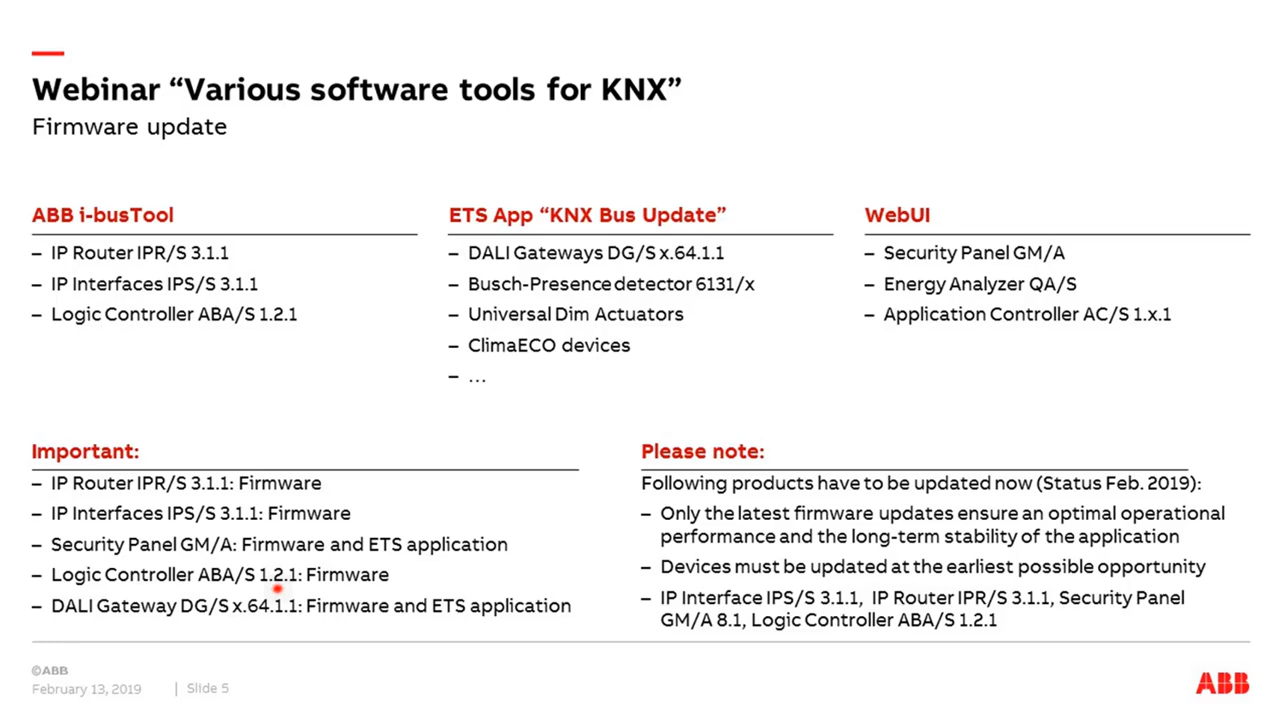 Webinar “Various software tools for KNX”
Firmware update
ABB i-busTool
– IP Router IPR/S 3.1.1
– IP Interfaces IPS/S 3.1.1
– Logic Controller ABA/S 1.2.1
ETS App “KNX Bus Update”
– DALI Gateways DG/S x.64.1.1
– Busch-Presence detector 6131/x
– Universal Dim Actuators
– ClimaECO devices
– …
WebUI
– Security Panel GM/A
– Energy Analyzer QA/S
– Application Controller AC/S 1.x.1
Important:
– IP Router IPR/S 3.1.1: Firmware
– IP Interfaces IPS/S 3.1.1: Firmware
– Security Panel GM/A: Firmware and ETS application
– Logic Controller ABA/S 1.2.1: Firmware
– DALI Gateway DG/S x.64.1.1: Firmware and ETS application
Please note:
Following products have to be updated now (Status Feb. 2019):
– Only the latest firmware updates ensure an optimal operational
performance and the long-term stability of the application
– Devices must be updated at the earliest possible opportunity
– IP Interface IPS/S 3.1.1, IP Router IPR/S 3.1.1, Security Panel
GM/A 8.1, Logic Controller ABA/S 1.2.1
©ABB
February 13, 2019 | Slide 5
ABB